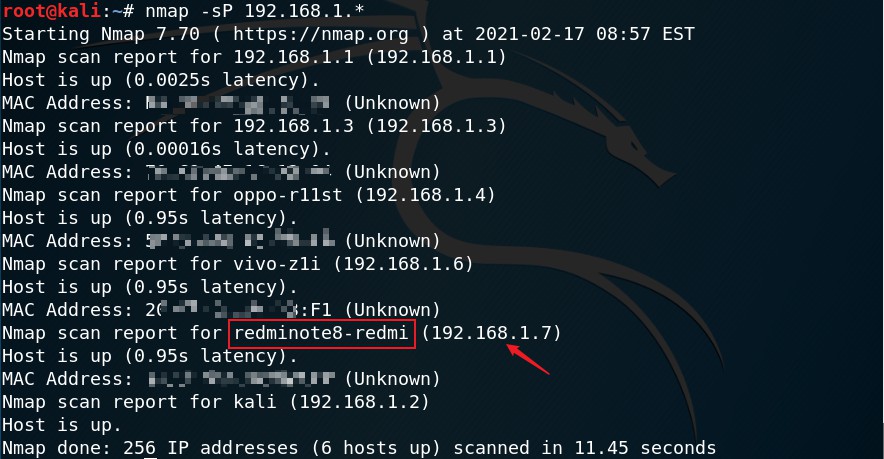 root@kali:~# nmap -sP 192.168.1.*
Starting Nmap 7.70 ( https://nmap.org ) at 2021-02-17 08:57 EST
Nmap scan report for 192.168.1.1 (192.168.1.1)
Host is up (0.0025s latency).
MAC Address: (Unknown)
Nmap scan report for 192.168.1.3 (192.168.1.3)
Host is up (0.00016s latency).
MAC Address: (Unknown)
Nmap scan report for oppo-r11st (192.168.1.4)
Host is up (0.95s latency).
MAC Address: (Unknown)
Nmap scan report for vivo-z1i (192.168.1.6)
Host is up (0.95s latency).
MAC Address: :F1 (Unknown)
Nmap scan report for redminote8-redmi (192.168.1.7)
Host is up (0.95s latency).
MAC Address: (Unknown)
Nmap scan report for kali (192.168.1.2)
Host is up.
Nmap done: 256 IP addresses (6 hosts up) scanned in 11.45 seconds